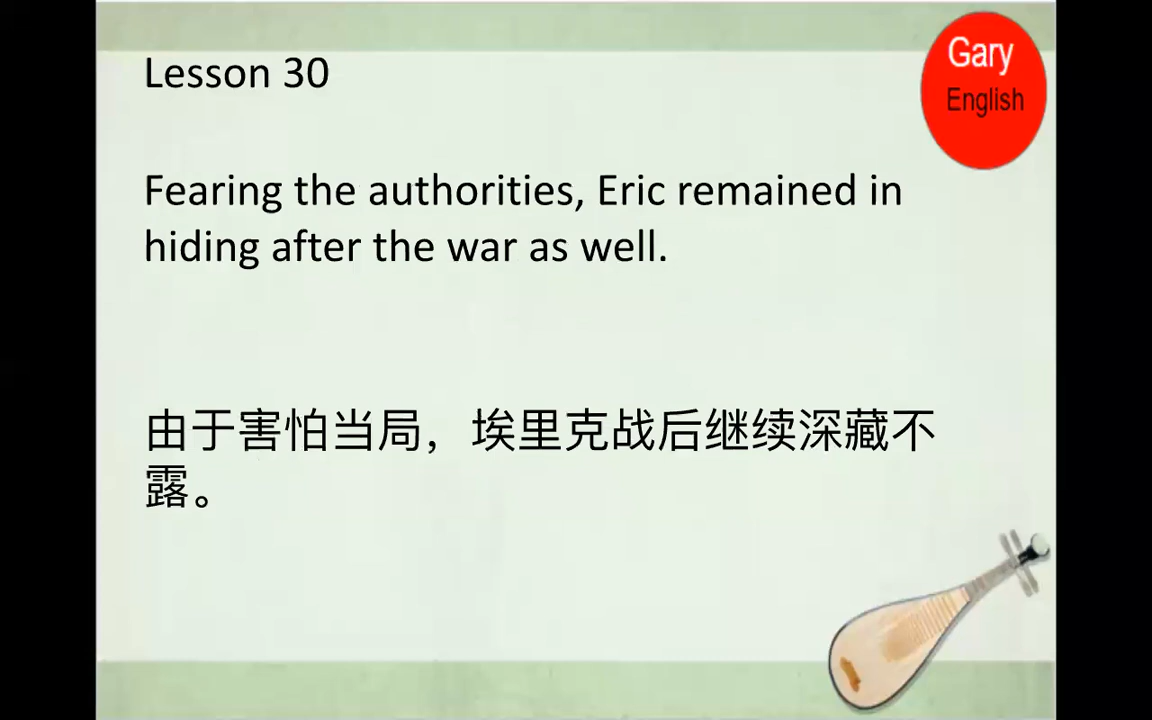 Lesson 30
Gary
English
Fearing the authorities, Eric remained in
hiding after the war as well.
由于害怕当局，埃里克战后继续深藏不
露。